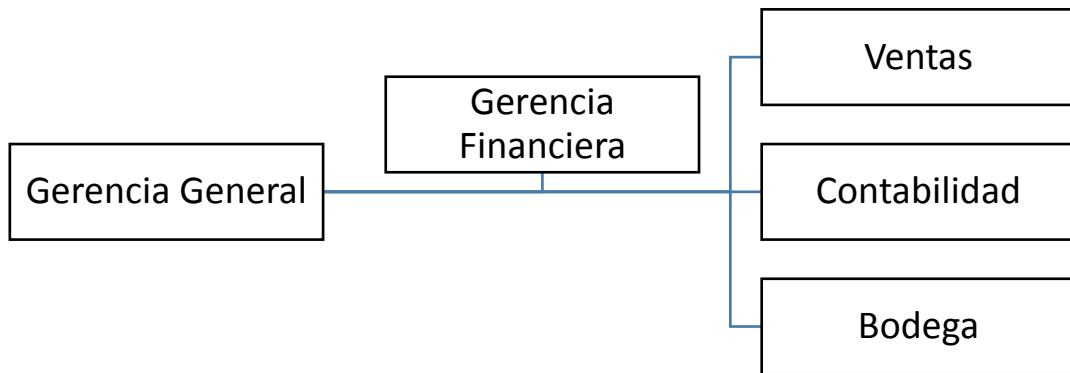 Gerencia General
Gerencia
Financiera
Ventas
Contabilidad
Bodega